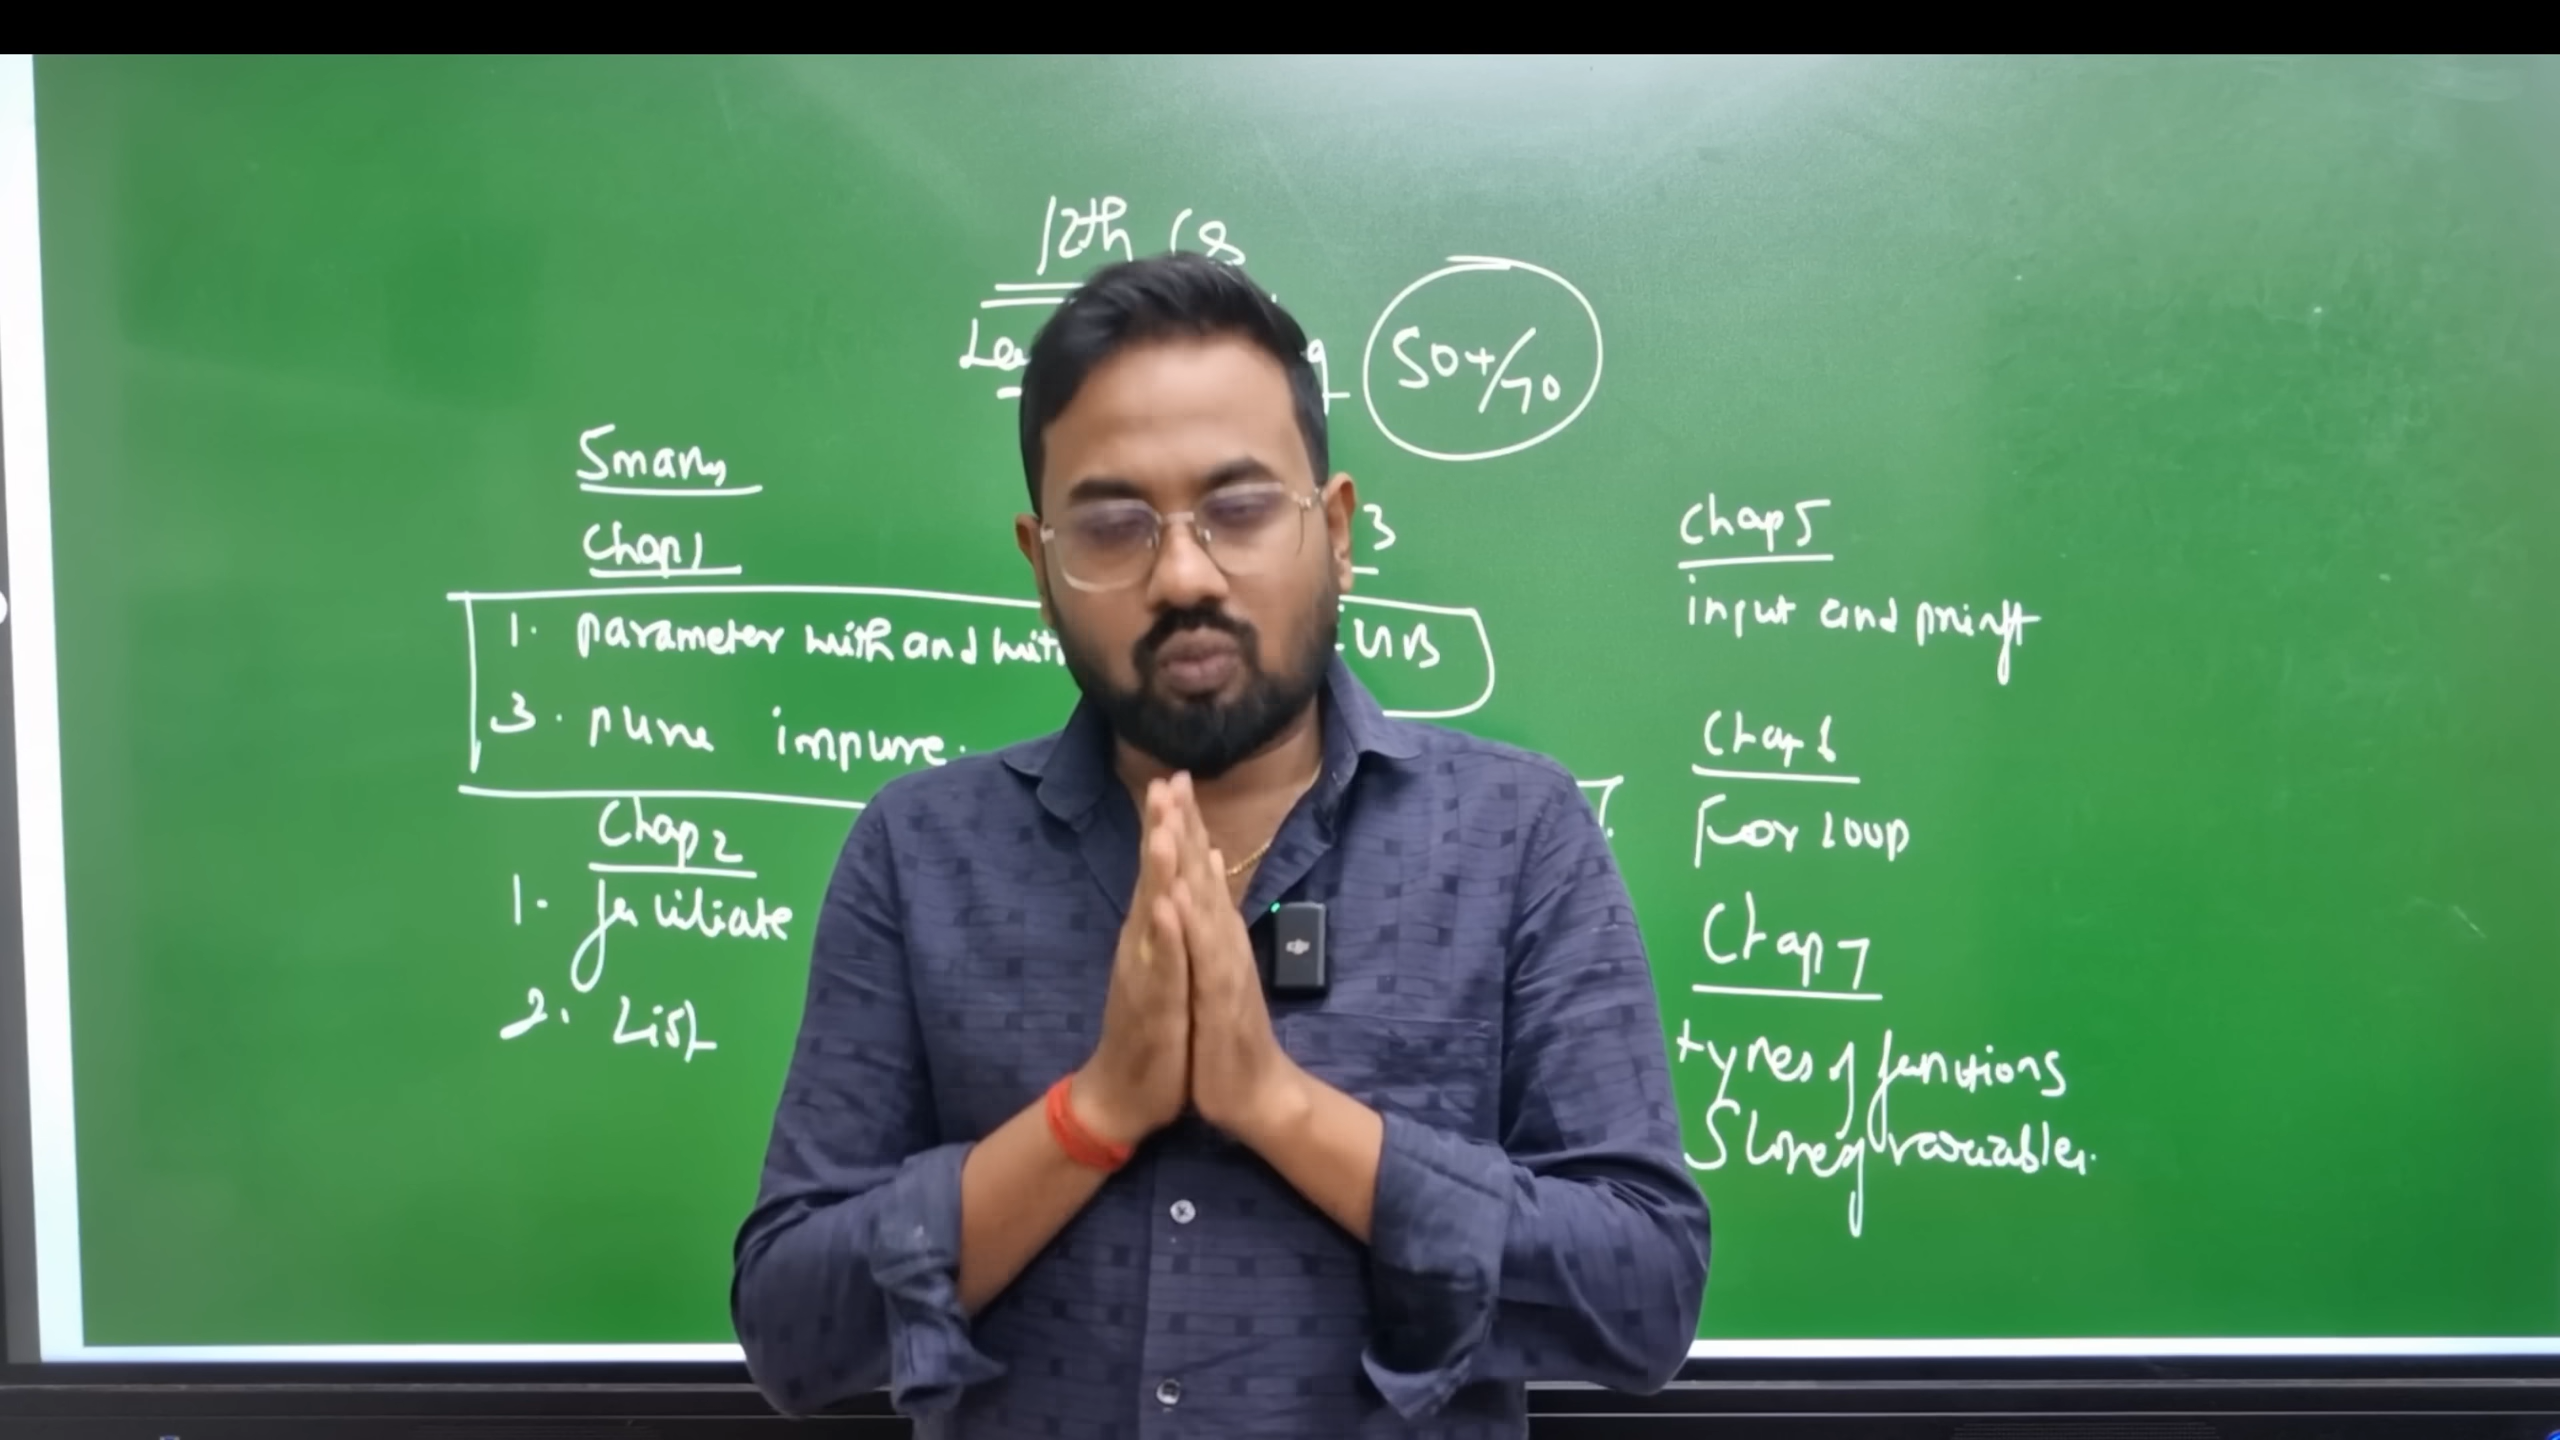 12th CS
50+/70
5 marks
Chap 1
1. parameter with and
3. pure impure.
Chap 2
1. facilitate
2. List
3
LEGB
Chap 5
input and print
Chap 6
For loop
Chap 7
types of functions
Scope of variables.